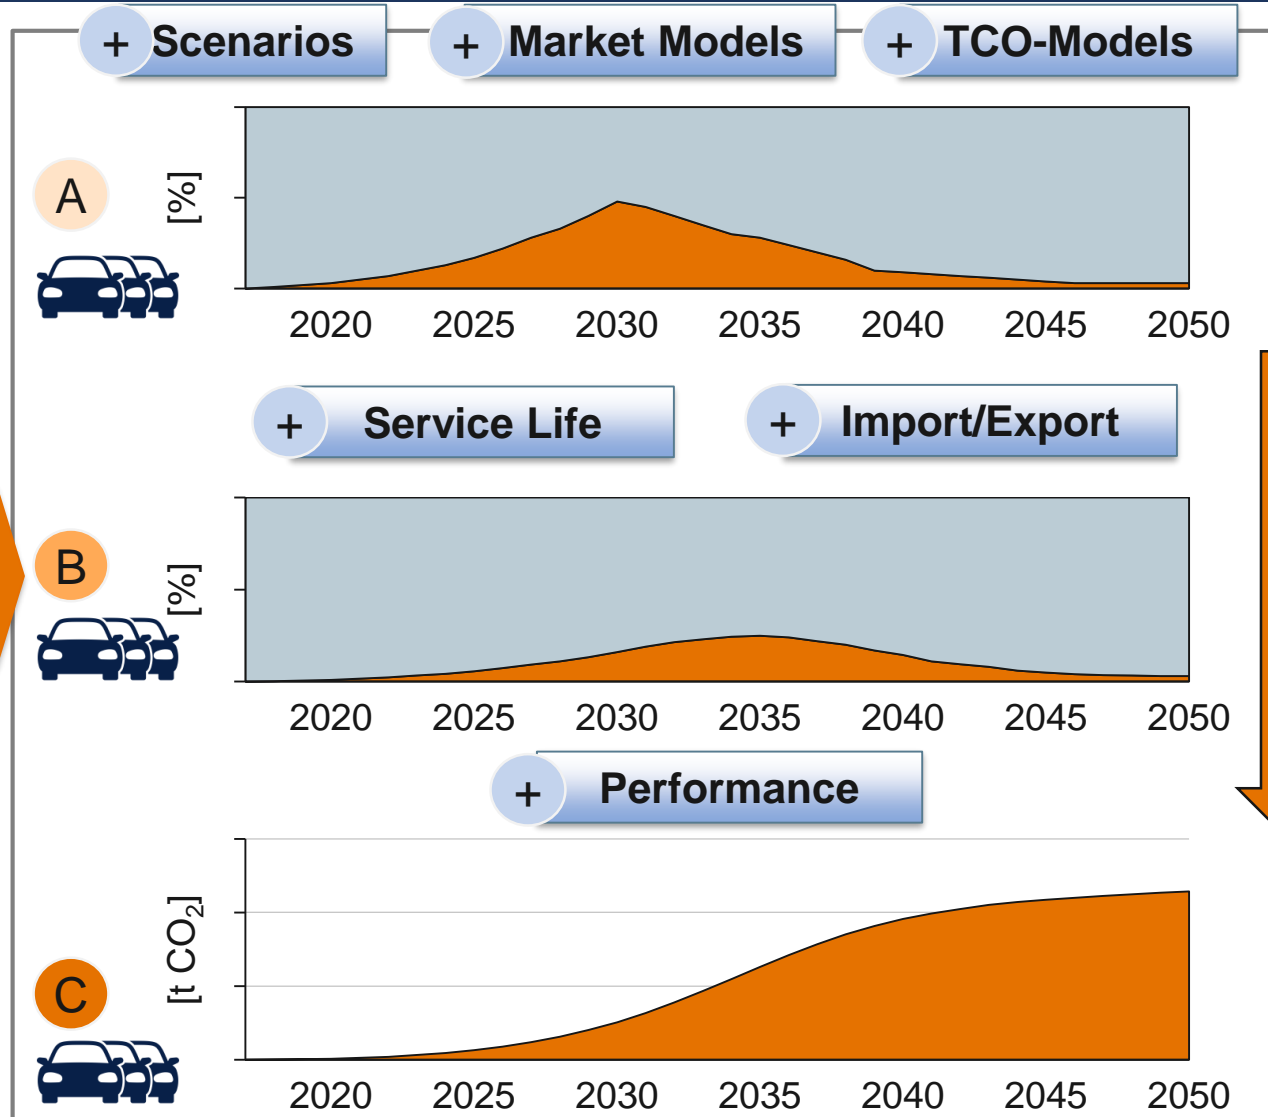 + Scenarios + Market Models + TCO-Models
A [%]
2020 2025 2030 2035 2040 2045 2050
+ Service Life + Import/Export
B [%]
2020 2025 2030 2035 2040 2045 2050
+ Performance
C [t CO₂]
2020 2025 2030 2035 2040 2045 2050